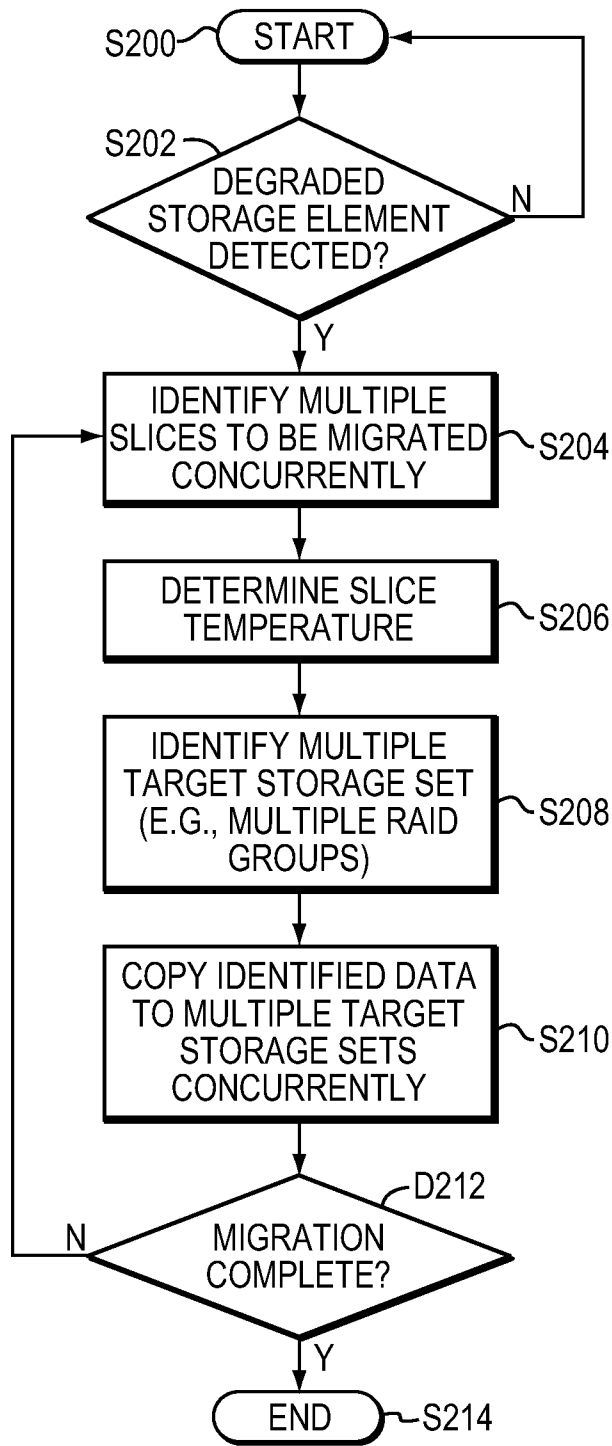 START
S200
S202
DEGRADED
STORAGE ELEMENT
DETECTED?
N
Y
IDENTIFY MULTIPLE
SLICES TO BE MIGRATED
CONCURRENTLY
S204
DETERMINE SLICE
TEMPERATURE
S206
IDENTIFY MULTIPLE
TARGET STORAGE SET
(E.G., MULTIPLE RAID
GROUPS)
S208
COPY IDENTIFIED DATA
TO MULTIPLE TARGET
STORAGE SETS
CONCURRENTLY
S210
D212
N
MIGRATION
COMPLETE?
Y
END
S214